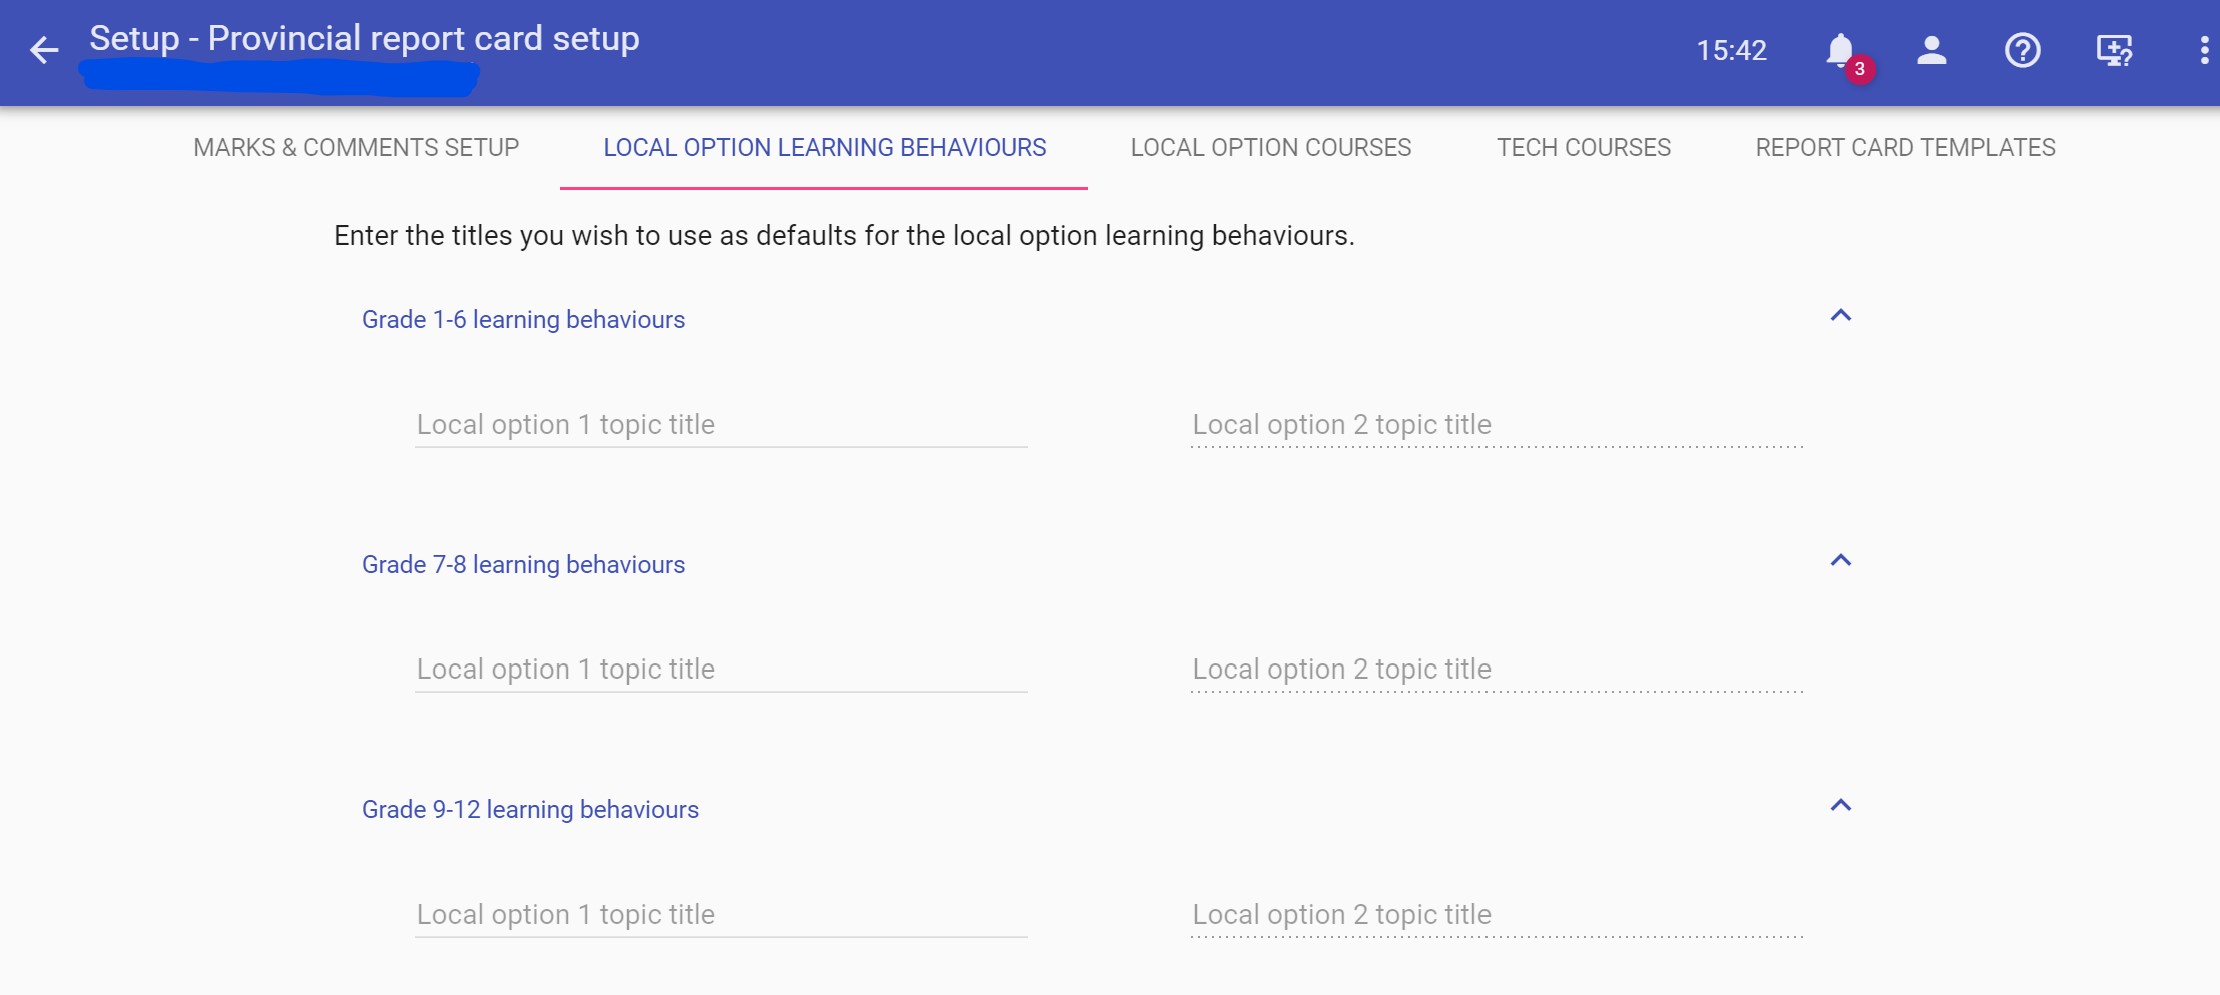 Setup - Provincial report card setup
15:42
3
MARKS & COMMENTS SETUP
LOCAL OPTION LEARNING BEHAVIOURS
LOCAL OPTION COURSES
TECH COURSES
REPORT CARD TEMPLATES
Enter the titles you wish to use as defaults for the local option learning behaviours.
Grade 1-6 learning behaviours
Local option 1 topic title
Local option 2 topic title
Grade 7-8 learning behaviours
Local option 1 topic title
Local option 2 topic title
Grade 9-12 learning behaviours
Local option 1 topic title
Local option 2 topic title